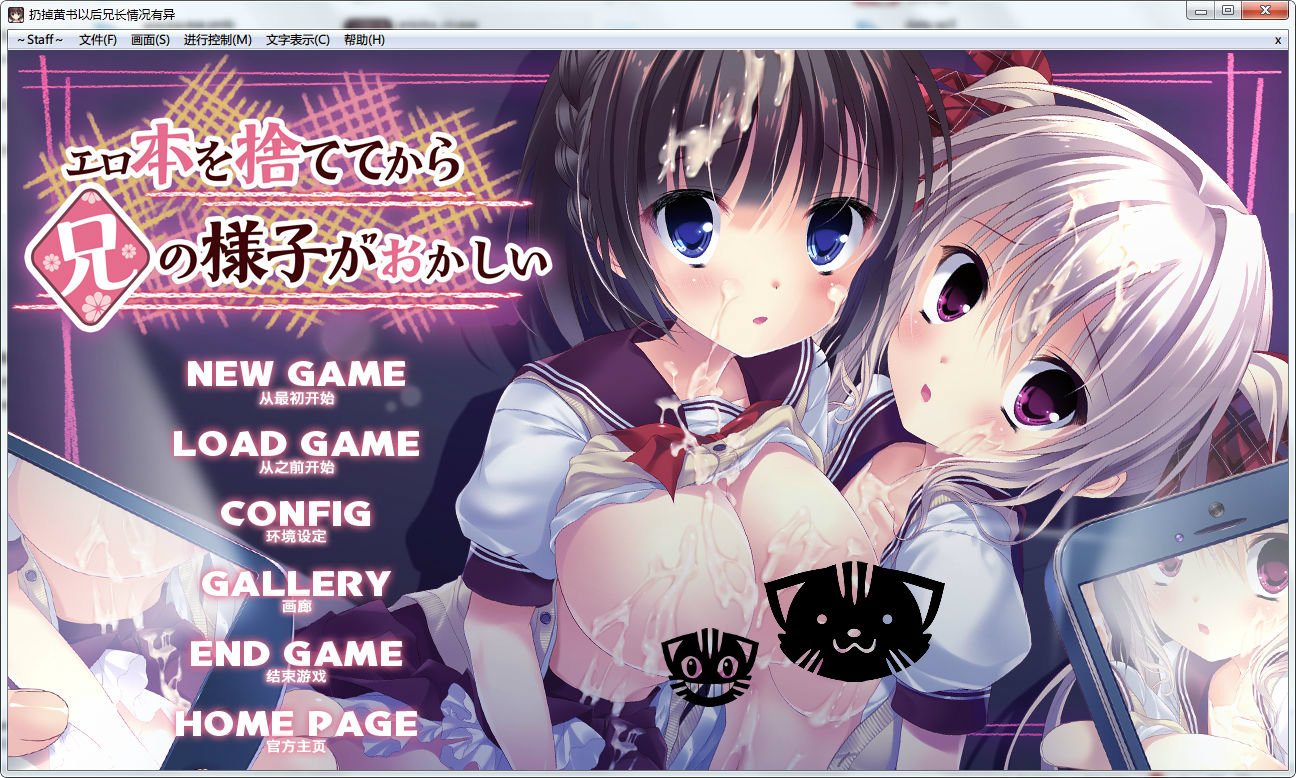 扔掉黄书以后兄长情况有异
~Staff~ 文件(F) 画面(S) 进行控制(M) 文字表示(C) 帮助(H) x
エロ本を捨ててから
兄の様子がおかしい
NEW GAME
从最初开始
LOAD GAME
从之前开始
CONFIG
环境设定
GALLERY
画廊
END GAME
结束游戏
HOME PAGE
官方主页